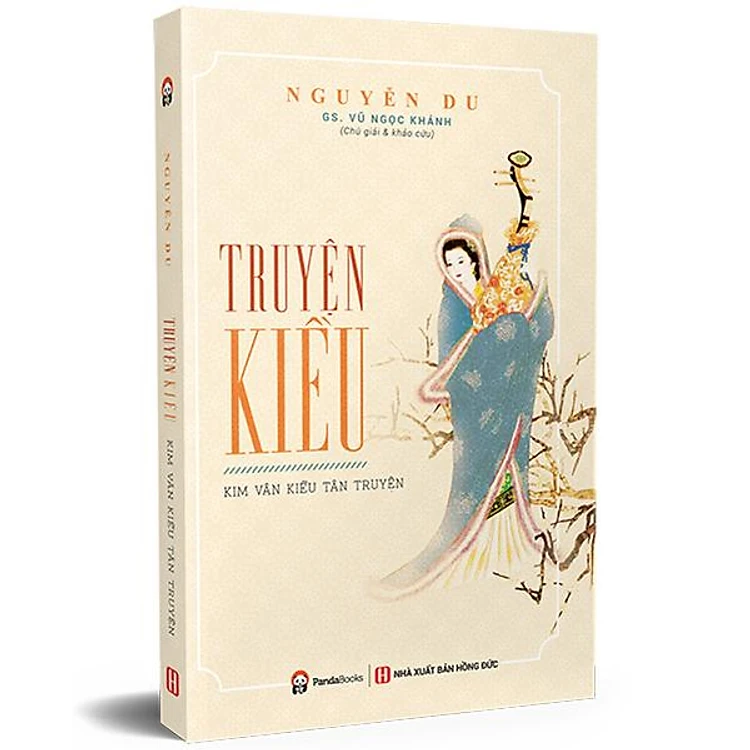 NGUYỄN DU
GS. VŨ NGỌC KHÁNH
(Chú giải & khảo cứu)
TRUYỆN
KIỀU
KIM VÂN KIỀU TÂN TRUYỆN
PandaBooks
H NHÀ XUẤT BẢN HỒNG ĐỨC
NGUYỄN DU
TRUYỆN KIỀU
KIM VÂN KIỀU TÂN TRUYỆN
H